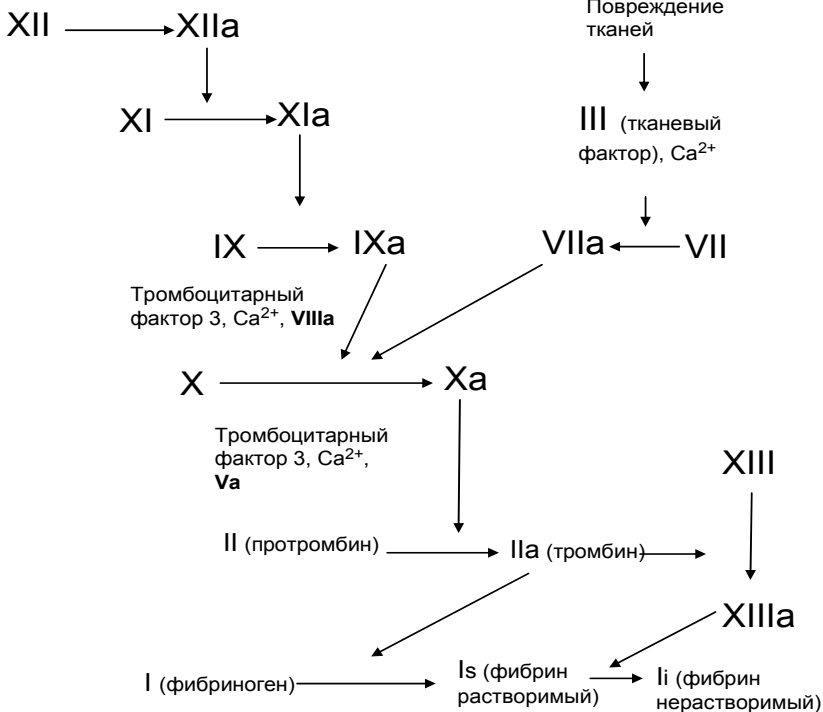 Повреждение
тканей
XII XIIa
XI XIa
III (тканевый
фактор), Ca2+
IX IXa VIIa VII
Тромбоцитарный
фактор 3, Ca2+, VIIIa
X Xa
Тромбоцитарный
фактор 3, Ca2+,
Va
XIII
II (протромбин) IIa (тромбин)
XIIIa
I (фибриноген) Is (фибрин
растворимый)
Ii (фибрин
нерастворимый)